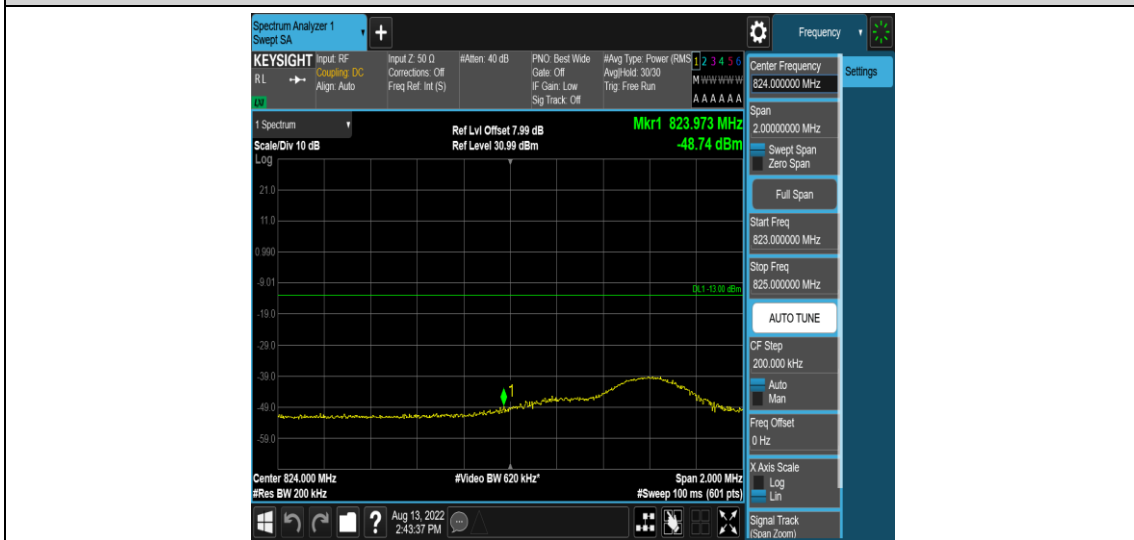 Spectrum Analyzer 1
Swept SA
Frequency
KEYSIGHT
RL
LM
Input: RF
Coupling: DC
Align: Auto
Input Z: 50 Ω
Corrections: Off
Freq Ref: Int (S)
#Atten: 40 dB
PNO: Best Wide
Gate: Off
IF Gain: Low
Sig Track: Off
#Avg Type: Power (RMS
Avg|Hold: 30/30
Trig: Free Run
1 2 3 4 5 6
M W W W W W
A A A A A A
1 Spectrum
Scale/Div 10 dB
Log
Ref Lvl Offset 7.99 dB
Ref Level 30.99 dBm
Mkr1 823.973 MHz
-48.74 dBm
21.0
11.0
0.990
-9.01
DL1 -13.00 dBm
-19.0
-29.0
-39.0
1
-49.0
-59.0
Center 824.000 MHz
#Video BW 620 kHz*
Span 2.000 MHz
#Res BW 200 kHz
#Sweep 100 ms (601 pts)
?
Aug 13, 2022
2:43:37 PM
Center Frequency
824.000000 MHz
Settings
Span
2.00000000 MHz
Swept Span
Zero Span
Full Span
Start Freq
823.000000 MHz
Stop Freq
825.000000 MHz
AUTO TUNE
CF Step
200.000 kHz
Auto
Man
Freq Offset
0 Hz
X Axis Scale
Log
Lin
Signal Track
(Span Zoom)